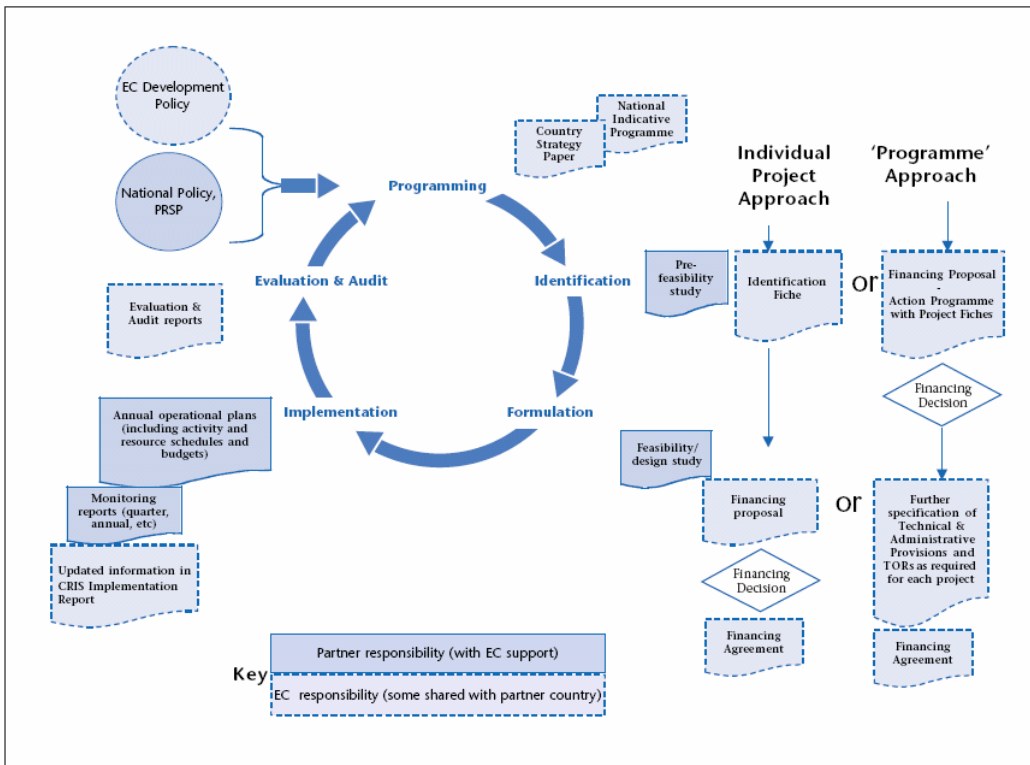 EC Development
Policy
National Policy,
PRSP
National
Indicative
Programme
Country
Strategy
Paper
Programming
Individual
Project
Approach
‘Programme’
Approach
Evaluation & Audit
Identification
Pre-
feasibility
study
Identification
Fiche
or
Financing Proposal
-
Action Programme
with Project Fiches
Evaluation &
Audit reports
Financing
Decision
Implementation
Formulation
Annual operational plans
(including activity and
resource schedules and
budgets)
Feasibility/
design study
Monitoring
reports (quarter,
annual, etc)
Financing
proposal
or
Further
specification of
Technical &
Administrative
Provisions and
TORs as required
for each project
Updated information in
CRIS Implementation
Report
Financing
Decision
Financing
Agreement
Financing
Agreement
Key
Partner responsibility (with EC support)
EC responsibility (some shared with partner country)